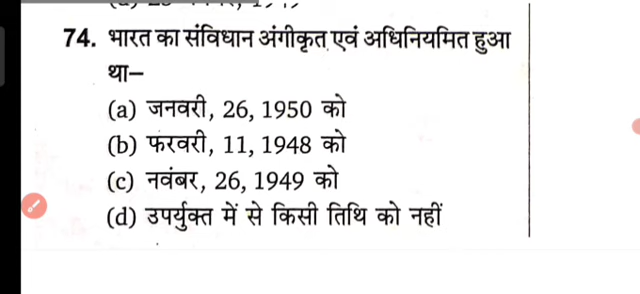 74. भारत का संविधान अंगीकृत एवं अधिनियमित हुआ
था–
(a) जनवरी, 26, 1950 को
(b) फरवरी, 11, 1948 को
(c) नवंबर, 26, 1949 को
(d) उपर्युक्त में से किसी तिथि को नहीं